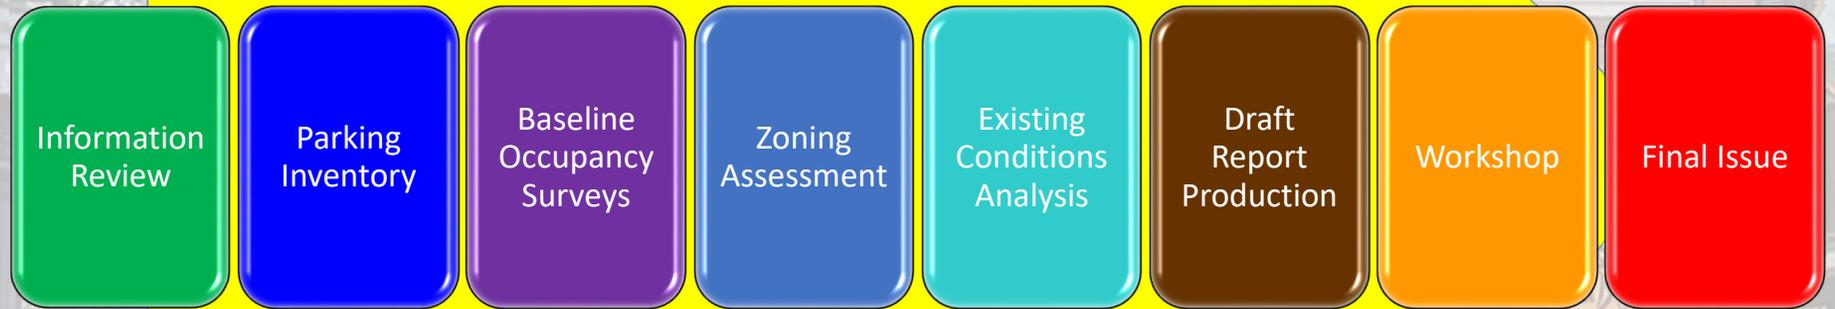 Information
Review
Parking
Inventory
Baseline
Occupancy
Surveys
Zoning
Assessment
Existing
Conditions
Analysis
Draft
Report
Production
Workshop
Final Issue